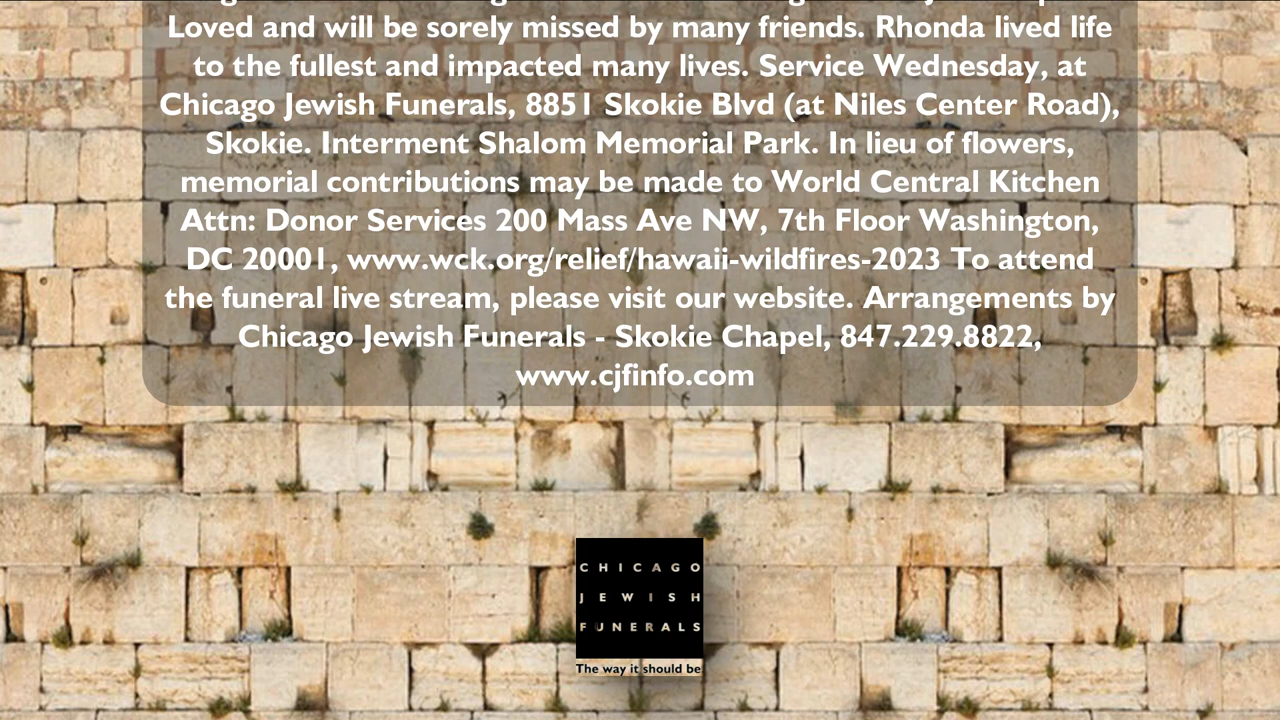 Loved and will be sorely missed by many friends. Rhonda lived life
to the fullest and impacted many lives. Service Wednesday, at
Chicago Jewish Funerals, 8851 Skokie Blvd (at Niles Center Road),
Skokie. Interment Shalom Memorial Park. In lieu of flowers,
memorial contributions may be made to World Central Kitchen
Attn: Donor Services 200 Mass Ave NW, 7th Floor Washington,
DC 20001, www.wck.org/relief/hawaii-wildfires-2023 To attend
the funeral live stream, please visit our website. Arrangements by
Chicago Jewish Funerals - Skokie Chapel, 847.229.8822,
www.cjfinfo.com
CHICAGO
JEWISH
FUNERALS
The way it should be